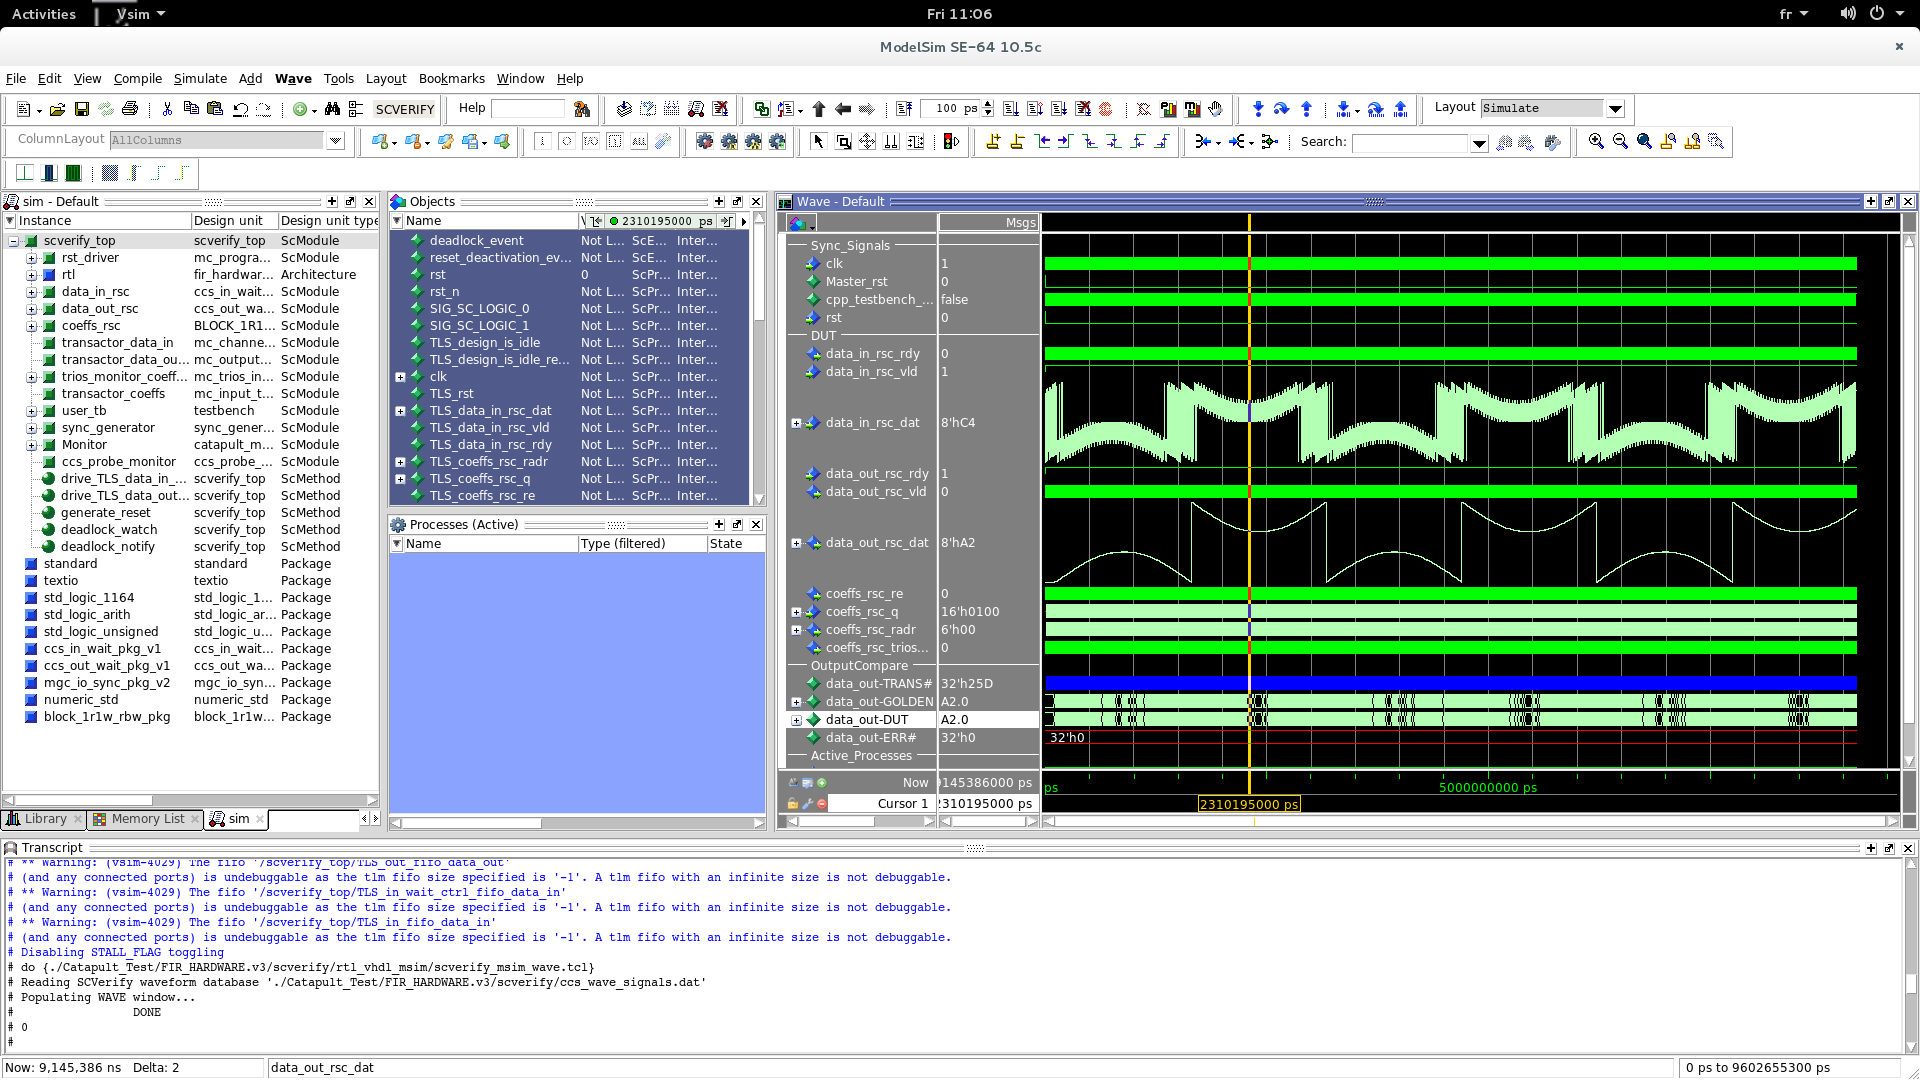 Activities Vsim Fri 11:06 fr
ModelSim SE-64 10.5c
File Edit View Compile Simulate Add Wave Tools Layout Bookmarks Window Help
SCVERIFY Help 100 ps Layout Simulate
ColumnLayout AllColumns Search:
sim - Default
Instance Design unit Design unit type
scverify_top scverify_top ScModule
rst_driver mc_progra... ScModule
rtl fir_hardwar... Architecture
data_in_rsc ccs_in_wait... ScModule
data_out_rsc ccs_out_wa... ScModule
coeffs_rsc BLOCK_1R1... ScModule
transactor_data_in mc_channe... ScModule
transactor_data_ou... mc_output... ScModule
trios_monitor_coeff... mc_trios_in... ScModule
transactor_coeffs mc_input_t... ScModule
user_tb testbench ScModule
sync_generator sync_gener... ScModule
Monitor catapult_m... ScModule
ccs_probe_monitor ccs_probe_... ScModule
drive_TLS_data_in_... scverify_top ScMethod
drive_TLS_data_out... scverify_top ScMethod
generate_reset scverify_top ScMethod
deadlock_watch scverify_top ScMethod
deadlock_notify scverify_top ScMethod
standard standard Package
textio textio Package
std_logic_1164 std_logic_1... Package
std_logic_arith std_logic_ar... Package
std_logic_unsigned std_logic_u... Package
ccs_in_wait_pkg_v1 ccs_in_wait... Package
ccs_out_wait_pkg_v1 ccs_out_wa... Package
mgc_io_sync_pkg_v2 mgc_io_syn... Package
numeric_std numeric_std Package
block_1r1w_rbw_pkg block_1r1w... Package
Library Memory List sim
Objects
Name 2310195000 ps
deadlock_event Not L... ScE... Inter...
reset_deactivation_ev... Not L... ScE... Inter...
rst 0 ScPr... Inter...
rst_n Not L... ScPr... Inter...
SIG_SC_LOGIC_0 Not L... ScPr... Inter...
SIG_SC_LOGIC_1 Not L... ScPr... Inter...
TLS_design_is_idle Not L... ScPr... Inter...
TLS_design_is_idle_re... Not L... ScPr... Inter...
clk Not L... ScPr... Inter...
TLS_rst Not L... ScPr... Inter...
TLS_data_in_rsc_dat Not L... ScPr... Inter...
TLS_data_in_rsc_vld Not L... ScPr... Inter...
TLS_data_in_rsc_rdy Not L... ScPr... Inter...
TLS_coeffs_rsc_radr Not L... ScPr... Inter...
TLS_coeffs_rsc_q Not L... ScPr... Inter...
TLS_coeffs_rsc_re Not L... ScPr... Inter...
Processes (Active)
Name Type (filtered) State
Wave - Default
Msgs
Sync_Signals
clk 1
Master_rst 0
cpp_testbench_... false
rst 0
DUT
data_in_rsc_rdy 0
data_in_rsc_vld 1
data_in_rsc_dat 8'hC4
data_out_rsc_rdy 1
data_out_rsc_vld 0
data_out_rsc_dat 8'hA2
coeffs_rsc_re 0
coeffs_rsc_q 16'h0100
coeffs_rsc_radr 6'h00
coeffs_rsc_trios... 0
OutputCompare
data_out-TRANS# 32'h25D
data_out-GOLDEN A2.0
data_out-DUT A2.0
data_out-ERR# 32'h0 32'h0
Active_Processes
Now 9145386000 ps ps 5000000000 ps
Cursor 1 2310195000 ps 2310195000 ps
Transcript
# ** Warning: (vsim-4029) The fifo '/scverify_top/TLS_out_fifo_data_out'
# (and any connected ports) is undebuggable as the tlm fifo size specified is '-1'. A tlm fifo with an infinite size is not debuggable.
# ** Warning: (vsim-4029) The fifo '/scverify_top/TLS_in_wait_ctrl_fifo_data_in'
# (and any connected ports) is undebuggable as the tlm fifo size specified is '-1'. A tlm fifo with an infinite size is not debuggable.
# ** Warning: (vsim-4029) The fifo '/scverify_top/TLS_in_fifo_data_in'
# (and any connected ports) is undebuggable as the tlm fifo size specified is '-1'. A tlm fifo with an infinite size is not debuggable.
# Disabling STALL_FLAG toggling
# do {./Catapult_Test/FIR_HARDWARE.v3/scverify/rtl_vhdl_msim/scverify_msim_wave.tcl}
# Reading SCVerify waveform database './Catapult_Test/FIR_HARDWARE.v3/scverify/ccs_wave_signals.dat'
# Populating WAVE window...
# DONE
# 0
#
Now: 9,145,386 ns Delta: 2 data_out_rsc_dat 0 ps to 9602655300 ps